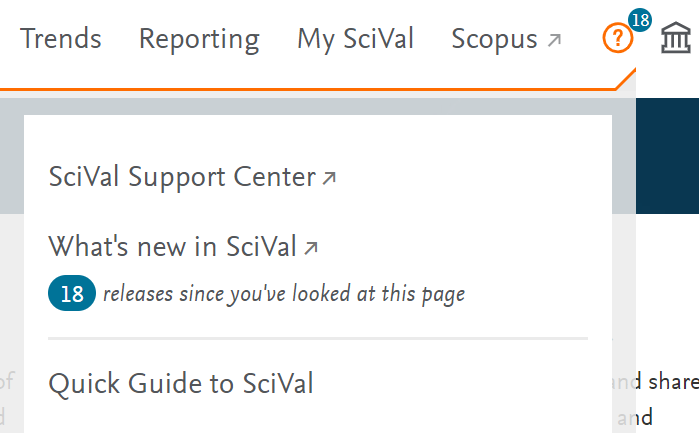 Trends Reporting My SciVal Scopus ↗ ? 18
SciVal Support Center ↗
What's new in SciVal ↗
18 releases since you've looked at this page
Quick Guide to SciVal
of and share
and